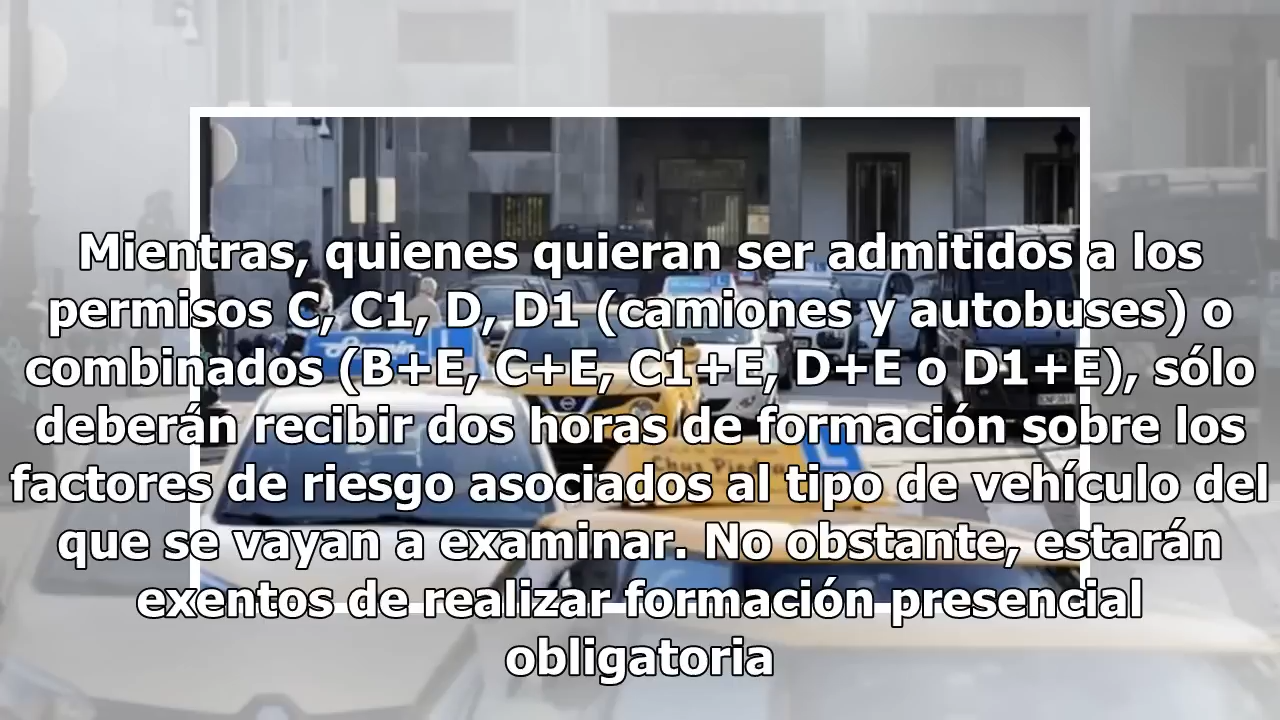 Mientras, quienes quieran ser admitidos a los
permisos C, C1, D, D1 (camiones y autobuses) o
combinados (B+E, C+E, C1+E, D+E o D1+E), sólo
deberán recibir dos horas de formación sobre los
factores de riesgo asociados al tipo de vehículo del
que se vayan a examinar. No obstante, estarán
exentos de realizar formación presencial
obligatoria
L